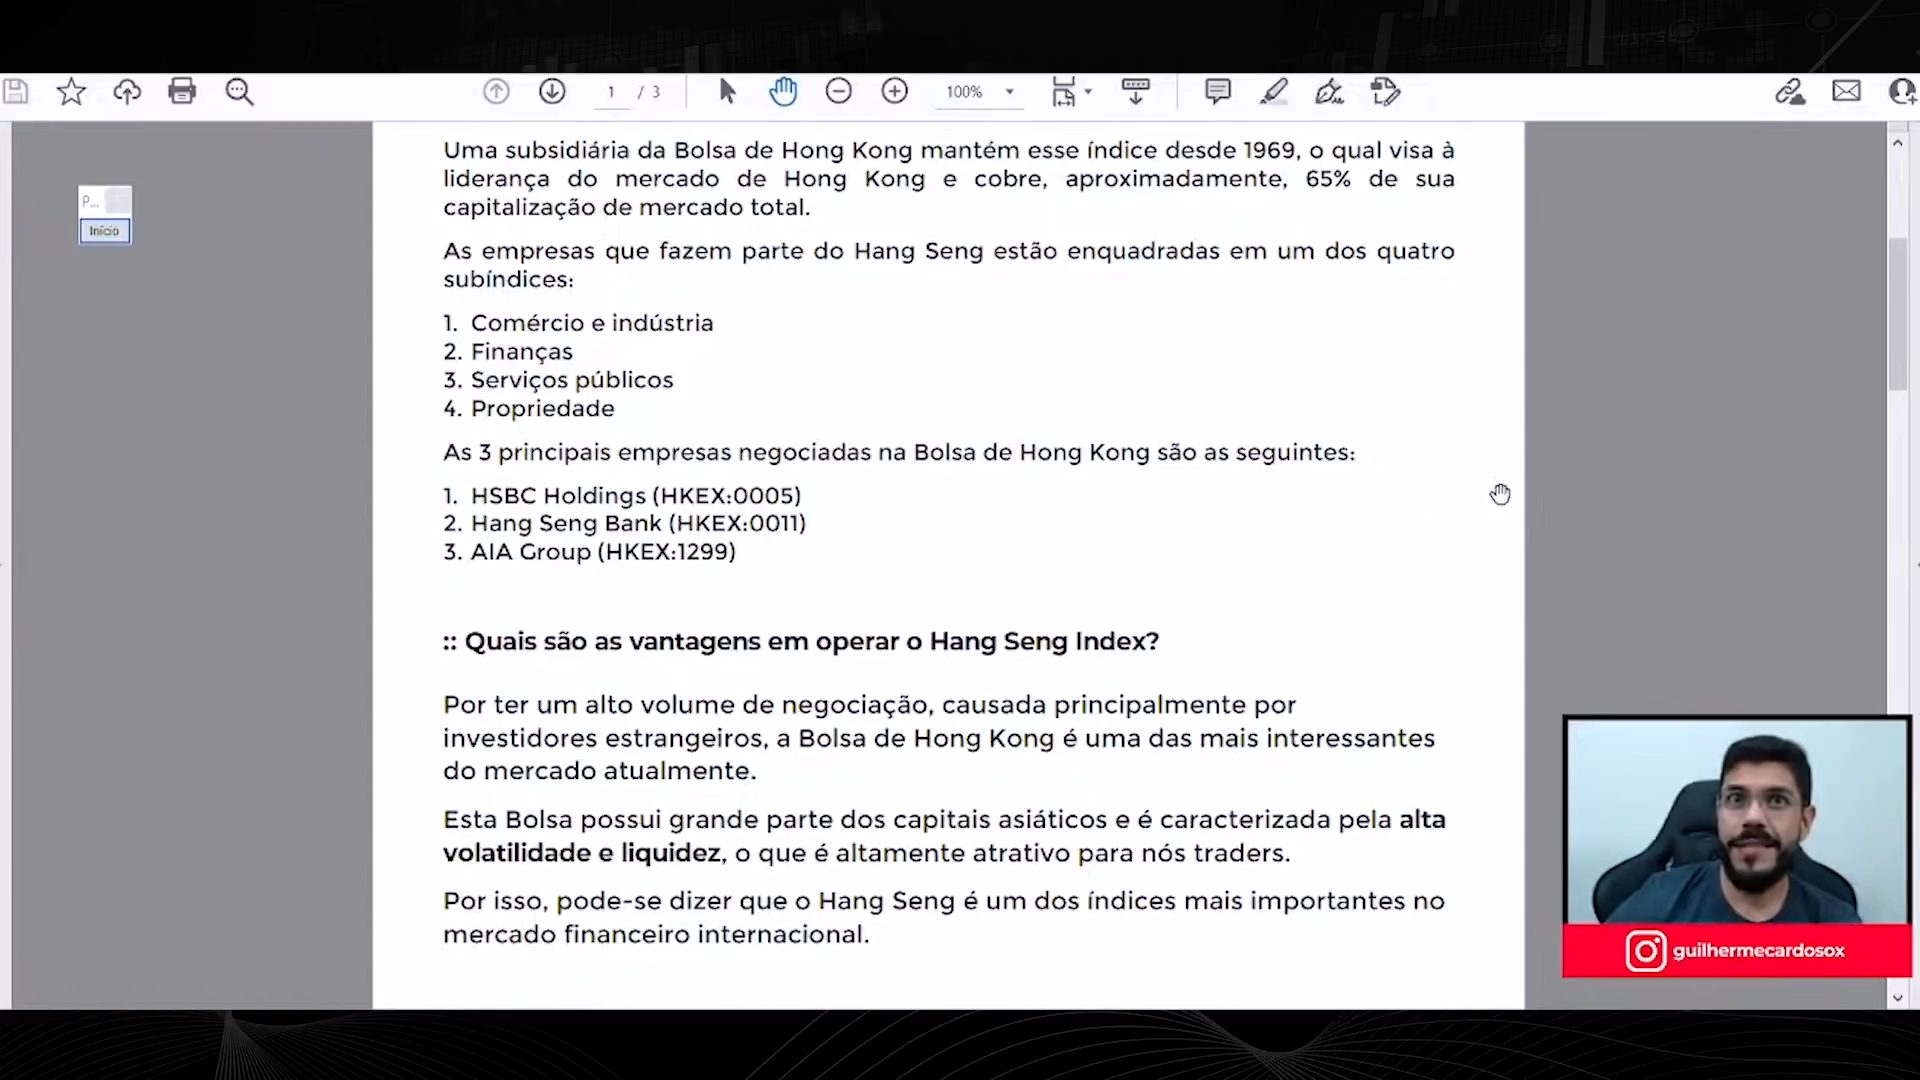 1 / 3
100%
Uma subsidiária da Bolsa de Hong Kong mantém esse índice desde 1969, o qual visa à
liderança do mercado de Hong Kong e cobre, aproximadamente, 65% de sua
capitalização de mercado total.
P...
Início
As empresas que fazem parte do Hang Seng estão enquadradas em um dos quatro
subíndices:
1. Comércio e indústria
2. Finanças
3. Serviços públicos
4. Propriedade
As 3 principais empresas negociadas na Bolsa de Hong Kong são as seguintes:
1. HSBC Holdings (HKEX:0005)
2. Hang Seng Bank (HKEX:0011)
3. AIA Group (HKEX:1299)
:: Quais são as vantagens em operar o Hang Seng Index?
Por ter um alto volume de negociação, causada principalmente por
investidores estrangeiros, a Bolsa de Hong Kong é uma das mais interessantes
do mercado atualmente.
Esta Bolsa possui grande parte dos capitais asiáticos e é caracterizada pela alta
volatilidade e liquidez, o que é altamente atrativo para nós traders.
Por isso, pode-se dizer que o Hang Seng é um dos índices mais importantes no
mercado financeiro internacional.
guilhermecardosox